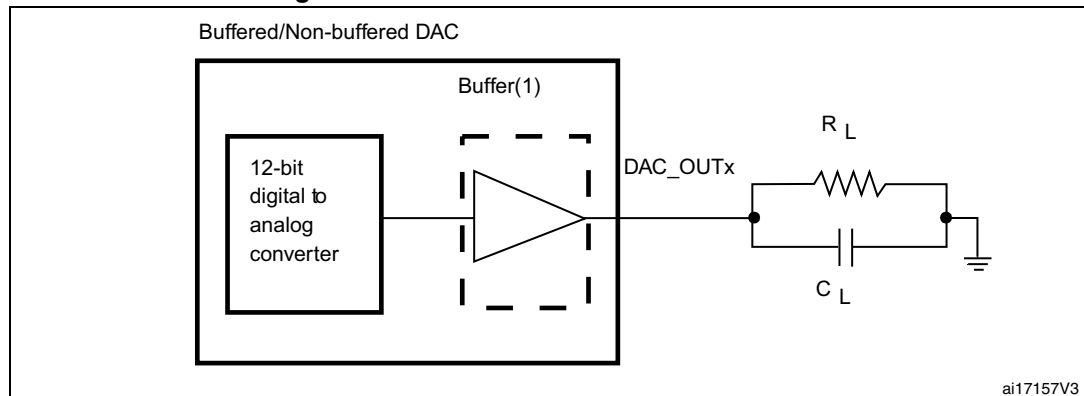 Buffered/Non-buffered DAC
Buffer(1)
12-bit
digital to
analog
converter
DAC_OUTx
R L
C L
ai17157V3